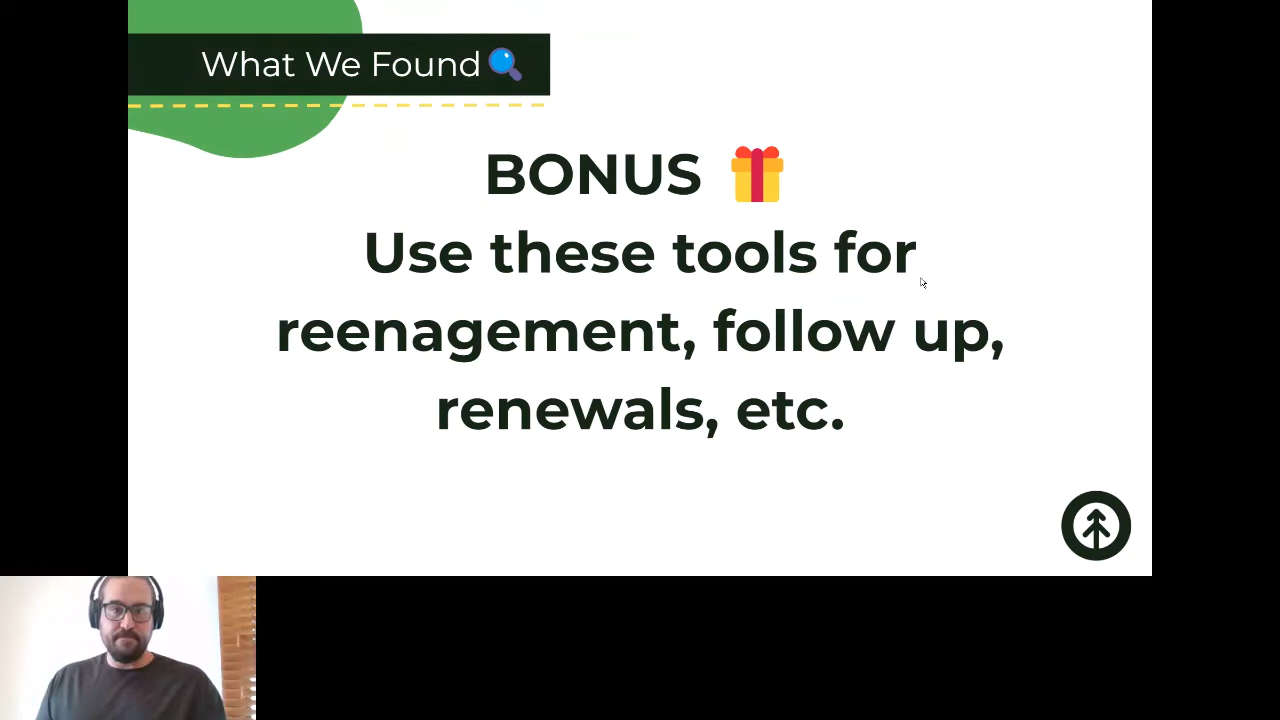 What We Found
BONUS
Use these tools for
reenagement, follow up,
renewals, etc.